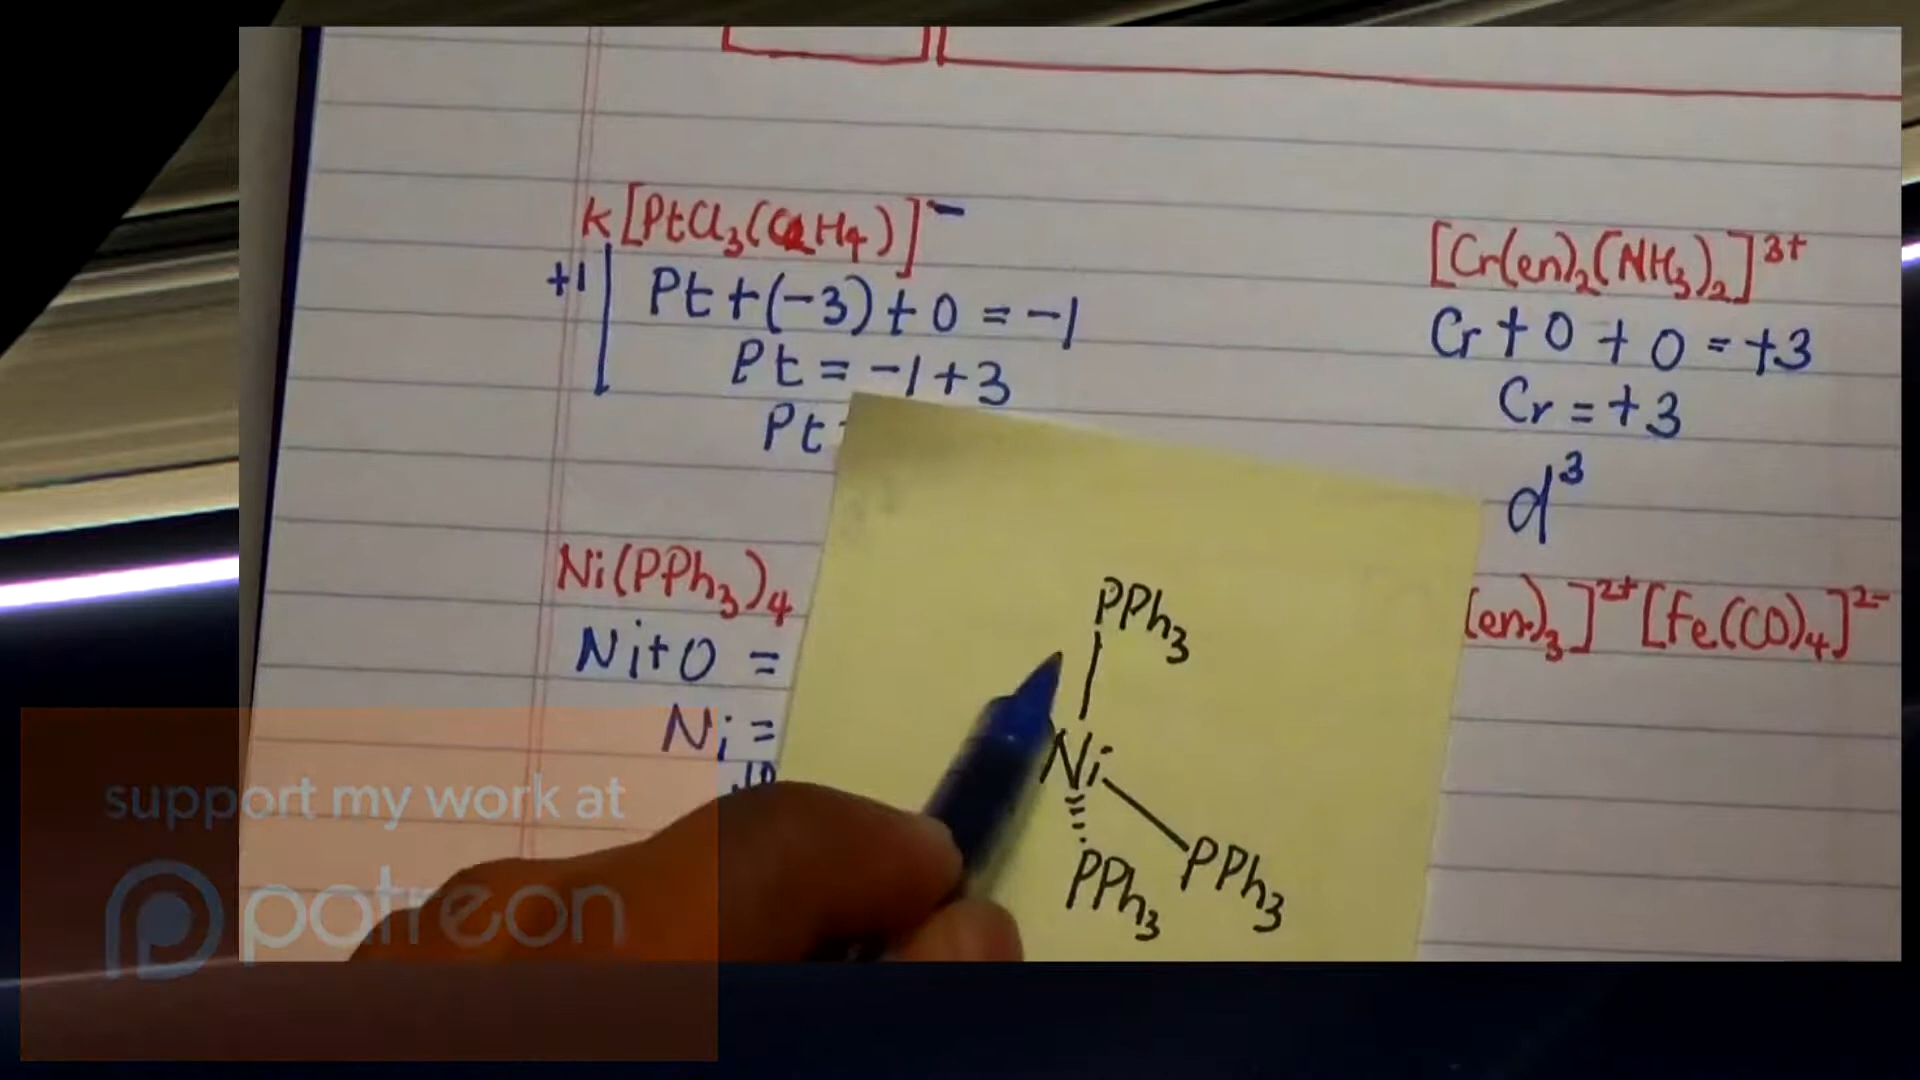 K[PtCl₃(C₂H₄)]⁻
+1
Pt + (-3) + 0 = -1
Pt = -1 + 3
Pt
[Cr(en)₂(NH₃)₂]³⁺
Cr + 0 + 0 = +3
Cr = +3
d³
Ni(PPh₃)₄
Ni + 0 =
Ni =
(en)₃]²⁺[Fe(CO)₄]²⁻
PPh₃
Ni
PPh₃
PPh₃
support my work at
patreon